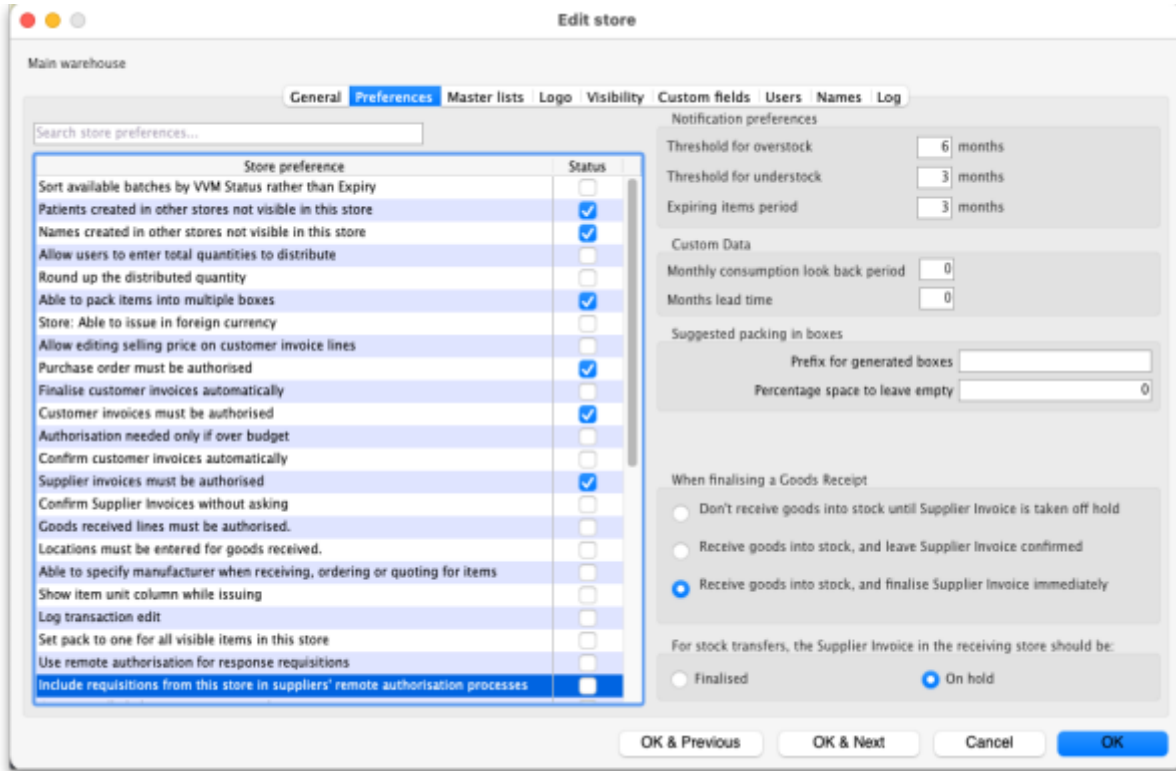 Edit store
Main warehouse
General Preferences Master lists Logo Visibility Custom fields Users Names Log
Search store preferences...
Store preference Status
Sort available batches by VVM Status rather than Expiry
Patients created in other stores not visible in this store
Names created in other stores not visible in this store
Allow users to enter total quantities to distribute
Round up the distributed quantity
Able to pack items into multiple boxes
Store: Able to issue in foreign currency
Allow editing selling price on customer invoice lines
Purchase order must be authorised
Finalise customer invoices automatically
Customer invoices must be authorised
Authorisation needed only if over budget
Confirm customer invoices automatically
Supplier invoices must be authorised
Confirm Supplier Invoices without asking
Goods received lines must be authorised.
Locations must be entered for goods received.
Able to specify manufacturer when receiving, ordering or quoting for items
Show item unit column while issuing
Log transaction edit
Set pack to one for all visible items in this store
Use remote authorisation for response requisitions
Include requisitions from this store in suppliers' remote authorisation processes
Notification preferences
Threshold for overstock 6 months
Threshold for understock 3 months
Expiring items period 3 months
Custom Data
Monthly consumption look back period 0
Months lead time 0
Suggested packing in boxes
Prefix for generated boxes
Percentage space to leave empty 0
When finalising a Goods Receipt
Don't receive goods into stock until Supplier Invoice is taken off hold
Receive goods into stock, and leave Supplier Invoice confirmed
Receive goods into stock, and finalise Supplier Invoice immediately
For stock transfers, the Supplier Invoice in the receiving store should be:
Finalised On hold
OK & Previous OK & Next Cancel OK